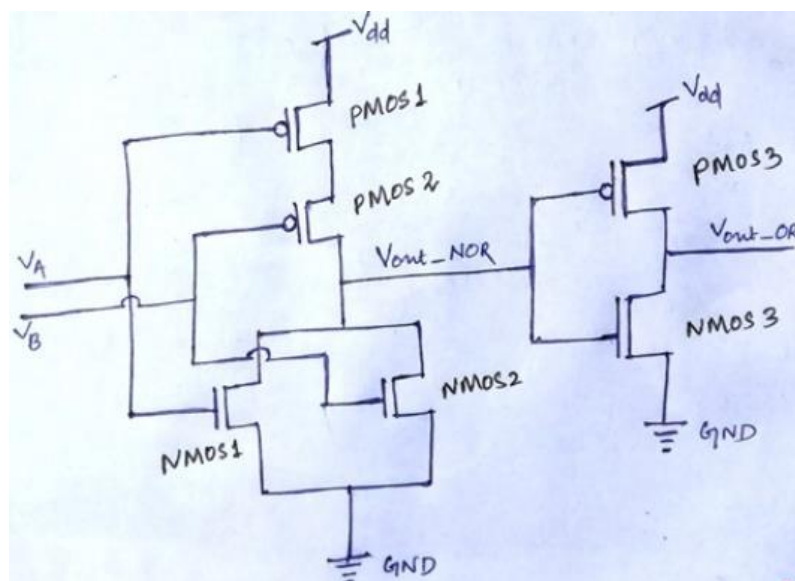 Vdd
PMOS1
PMOS2
Vout_NOR
VA
VB
NMOS1
NMOS2
GND
Vdd
PMOS3
Vout_OR
NMOS3
GND